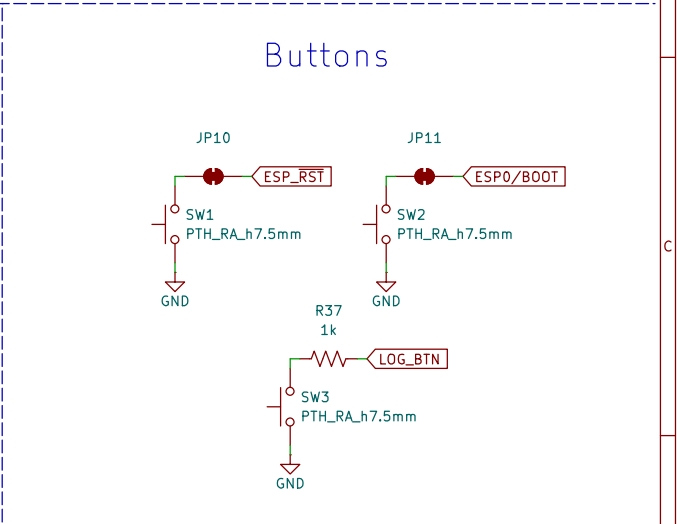 Buttons
JP10
JP11
ESP_RST
ESP0/BOOT
SW1
PTH_RA_h7.5mm
SW2
PTH_RA_h7.5mm
GND
GND
R37
1k
LOG_BTN
SW3
PTH_RA_h7.5mm
GND
C